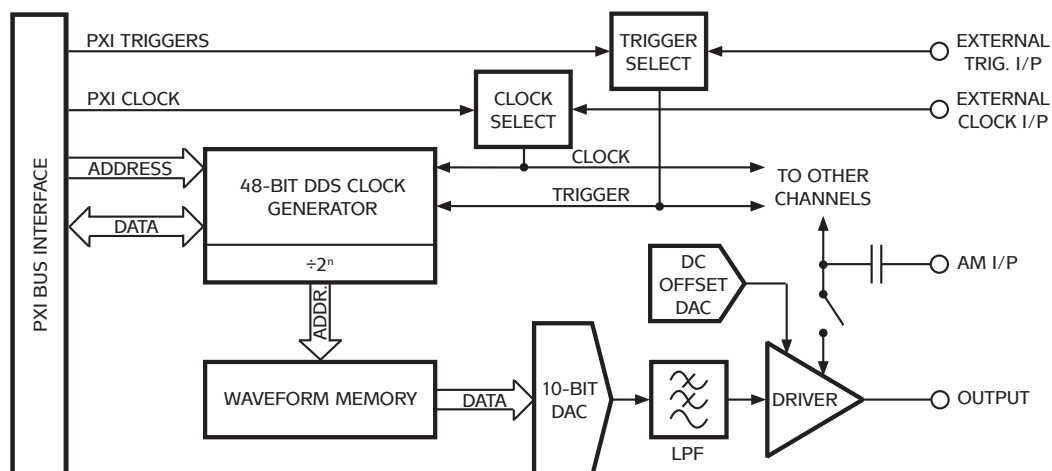 PXI BUS INTERFACE
PXI TRIGGERS
TRIGGER
SELECT
EXTERNAL
TRIG. I/P
PXI CLOCK
CLOCK
SELECT
EXTERNAL
CLOCK I/P
ADDRESS
DATA
48-BIT DDS CLOCK
GENERATOR
÷2ⁿ
CLOCK
TRIGGER
TO OTHER
CHANNELS
ADDR.
DC
OFFSET
DAC
AM I/P
WAVEFORM MEMORY
DATA
10-BIT
DAC
LPF
DRIVER
OUTPUT